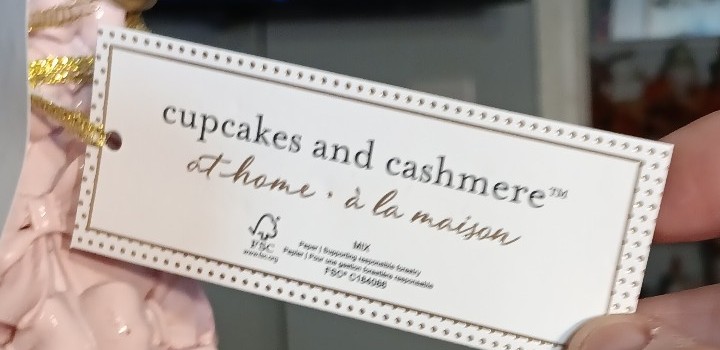 cupcakes and cashmere™
at home · à la maison
FSC
www.fsc.org
MIX
Paper | Supporting responsible forestry
Papier | Pour une gestion forestière responsable
FSC® C164066